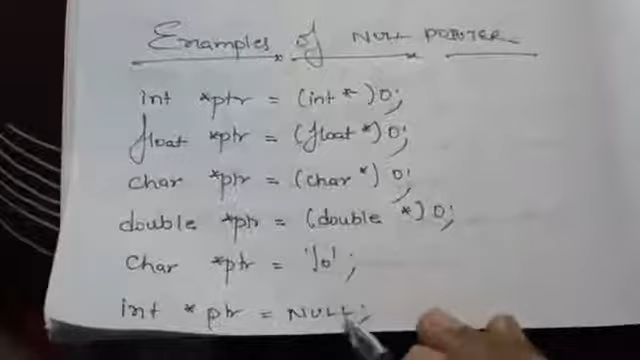 Examples of NULL POINTER
int *ptr = (int *)0;
float *ptr = (float *)0;
char *ptr = (char *)0;
double *ptr = (double *)0;
char *ptr = '\0';
int *ptr = NULL;